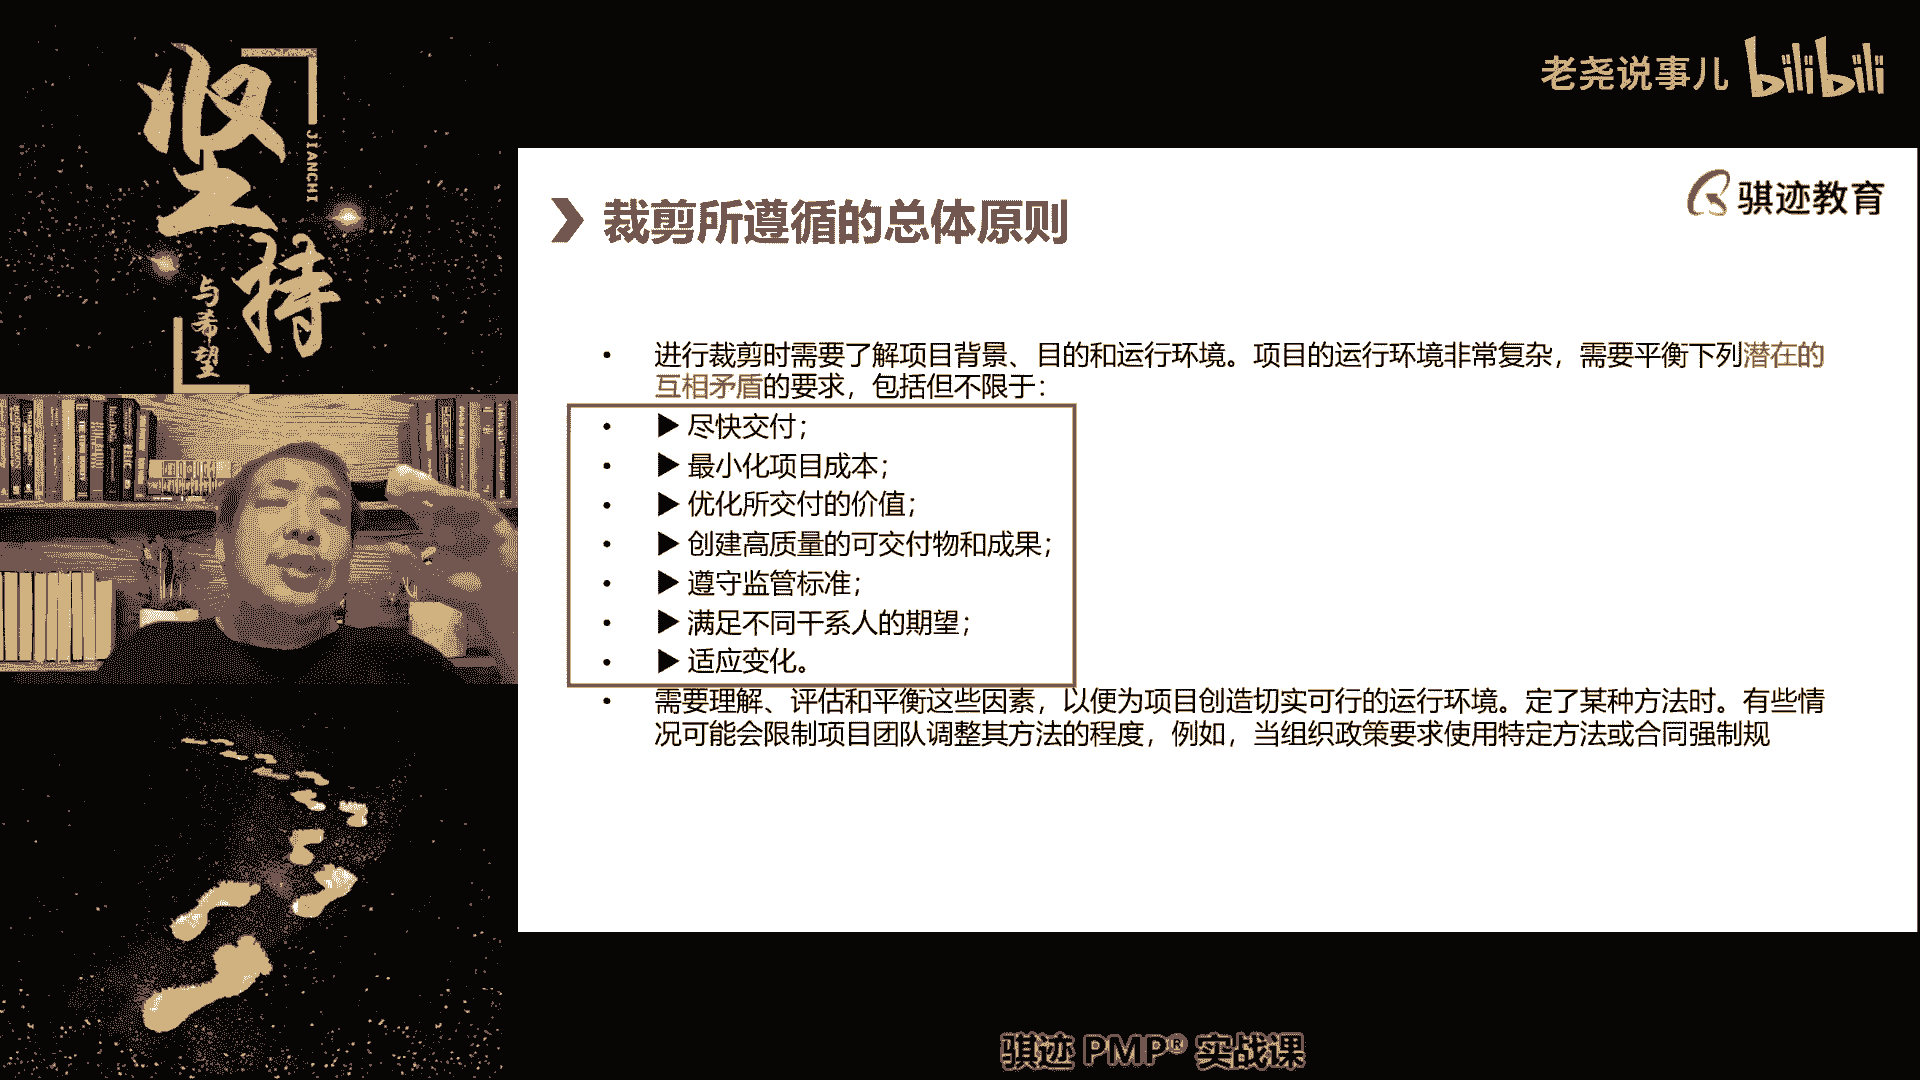 坚持
JIANCHI
与希望
老尧说事儿 bilibili
骐迹教育
裁剪所遵循的总体原则
• 进行裁剪时需要了解项目背景、目的和运行环境。项目的运行环境非常复杂，需要平衡下列潜在的
互相矛盾的要求，包括但不限于：
• ▶ 尽快交付；
• ▶ 最小化项目成本；
• ▶ 优化所交付的价值；
• ▶ 创建高质量的可交付物和成果；
• ▶ 遵守监管标准；
• ▶ 满足不同干系人的期望；
• ▶ 适应变化。
• 需要理解、评估和平衡这些因素，以便为项目创造切实可行的运行环境。定了某种方法时。有些情
况可能会限制项目团队调整其方法的程度，例如，当组织政策要求使用特定方法或合同强制规
骐迹 PMP® 实战课